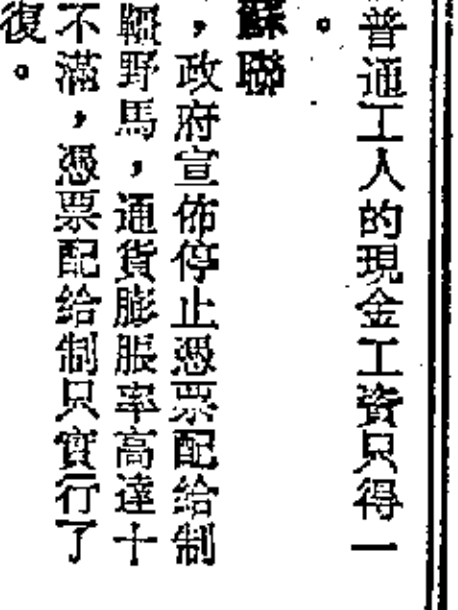 普通工人的現金工資只得一
。
蘇聯
，政府宣佈停止憑票配給制
韁野馬，通貨膨脹率高達十
不滿，憑票配給制只實行了
復。